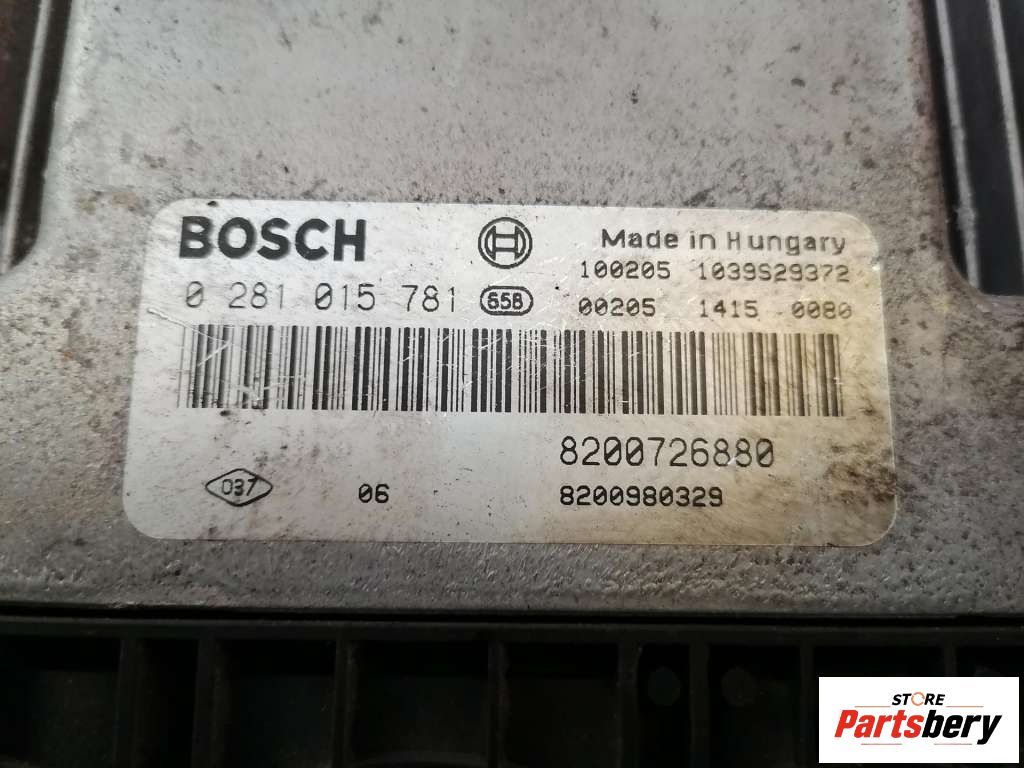 BOSCH
Made in Hungary
100205 1039S29372
0 281 015 781 658 00205 1415 0080
8200726880
037 06 8200980329
STORE
Partsbery